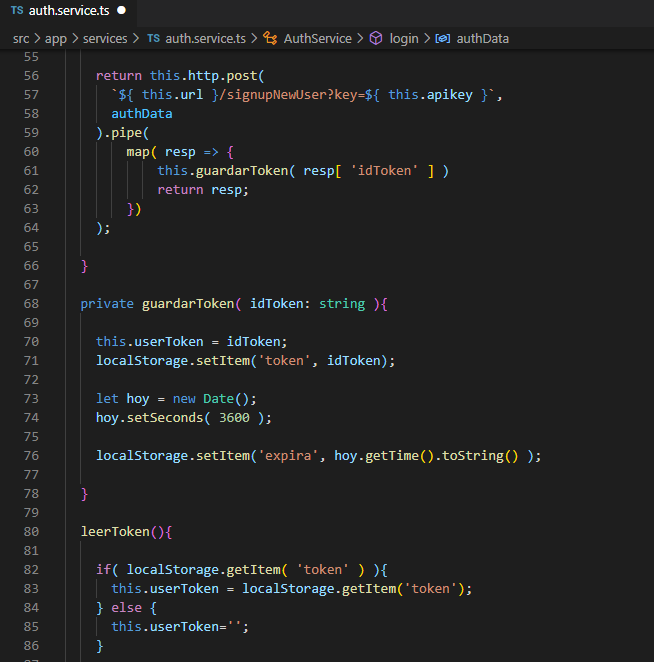 TS auth.service.ts
src > app > services > TS auth.service.ts > AuthService > login > authData
55
56 return this.http.post(
57 `${ this.url }/signupNewUser?key=${ this.apikey }`,
58 authData
59 ).pipe(
60 map( resp => {
61 this.guardarToken( resp[ 'idToken' ] )
62 return resp;
63 })
64 );
65
66 }
67
68 private guardarToken( idToken: string ){
69
70 this.userToken = idToken;
71 localStorage.setItem('token', idToken);
72
73 let hoy = new Date();
74 hoy.setSeconds( 3600 );
75
76 localStorage.setItem('expira', hoy.getTime().toString() );
77
78 }
79
80 leerToken(){
81
82 if( localStorage.getItem( 'token' ) ){
83 this.userToken = localStorage.getItem('token');
84 } else {
85 this.userToken='';
86 }
87